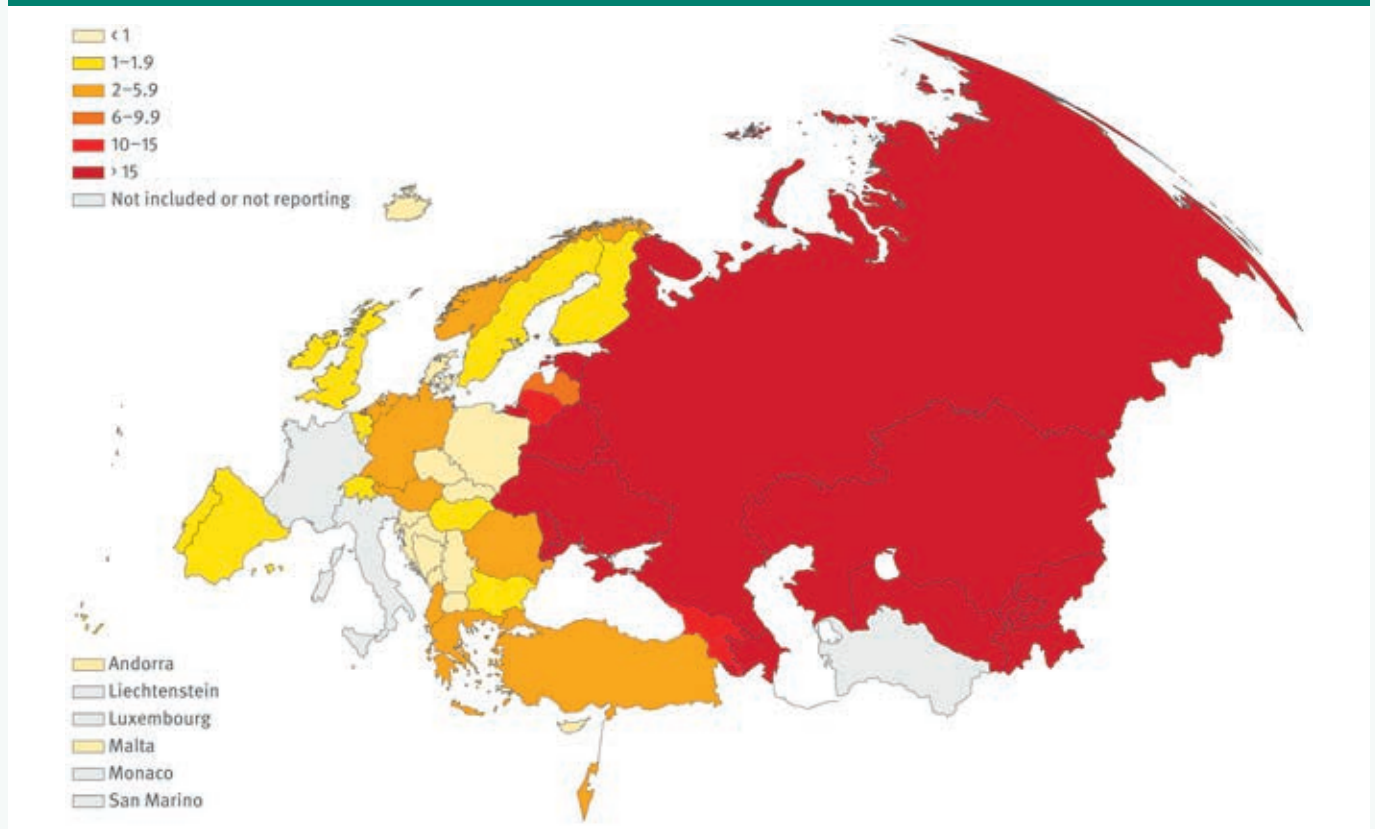 < 1
1–1.9
2–5.9
6–9.9
10–15
> 15
Not included or not reporting
Andorra
Liechtenstein
Luxembourg
Malta
Monaco
San Marino